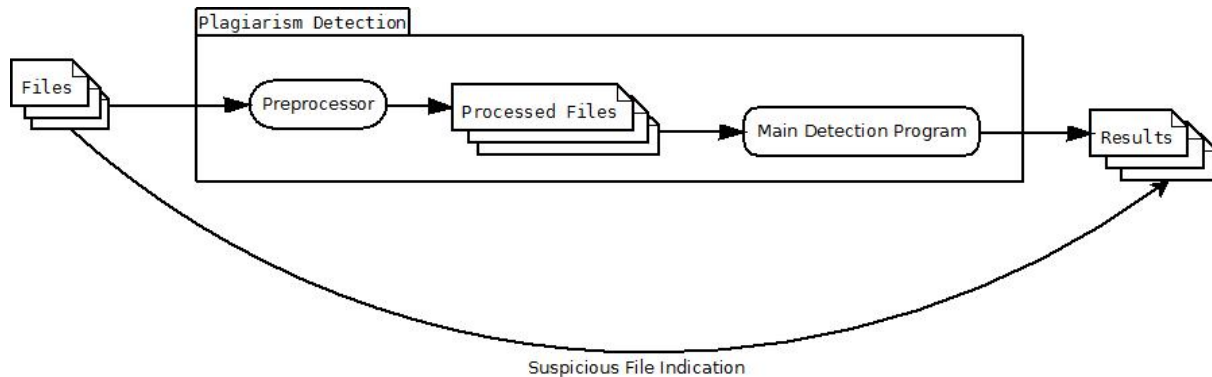 Plagiarism Detection
Files
Preprocessor
Processed Files
Main Detection Program
Results
Suspicious File Indication